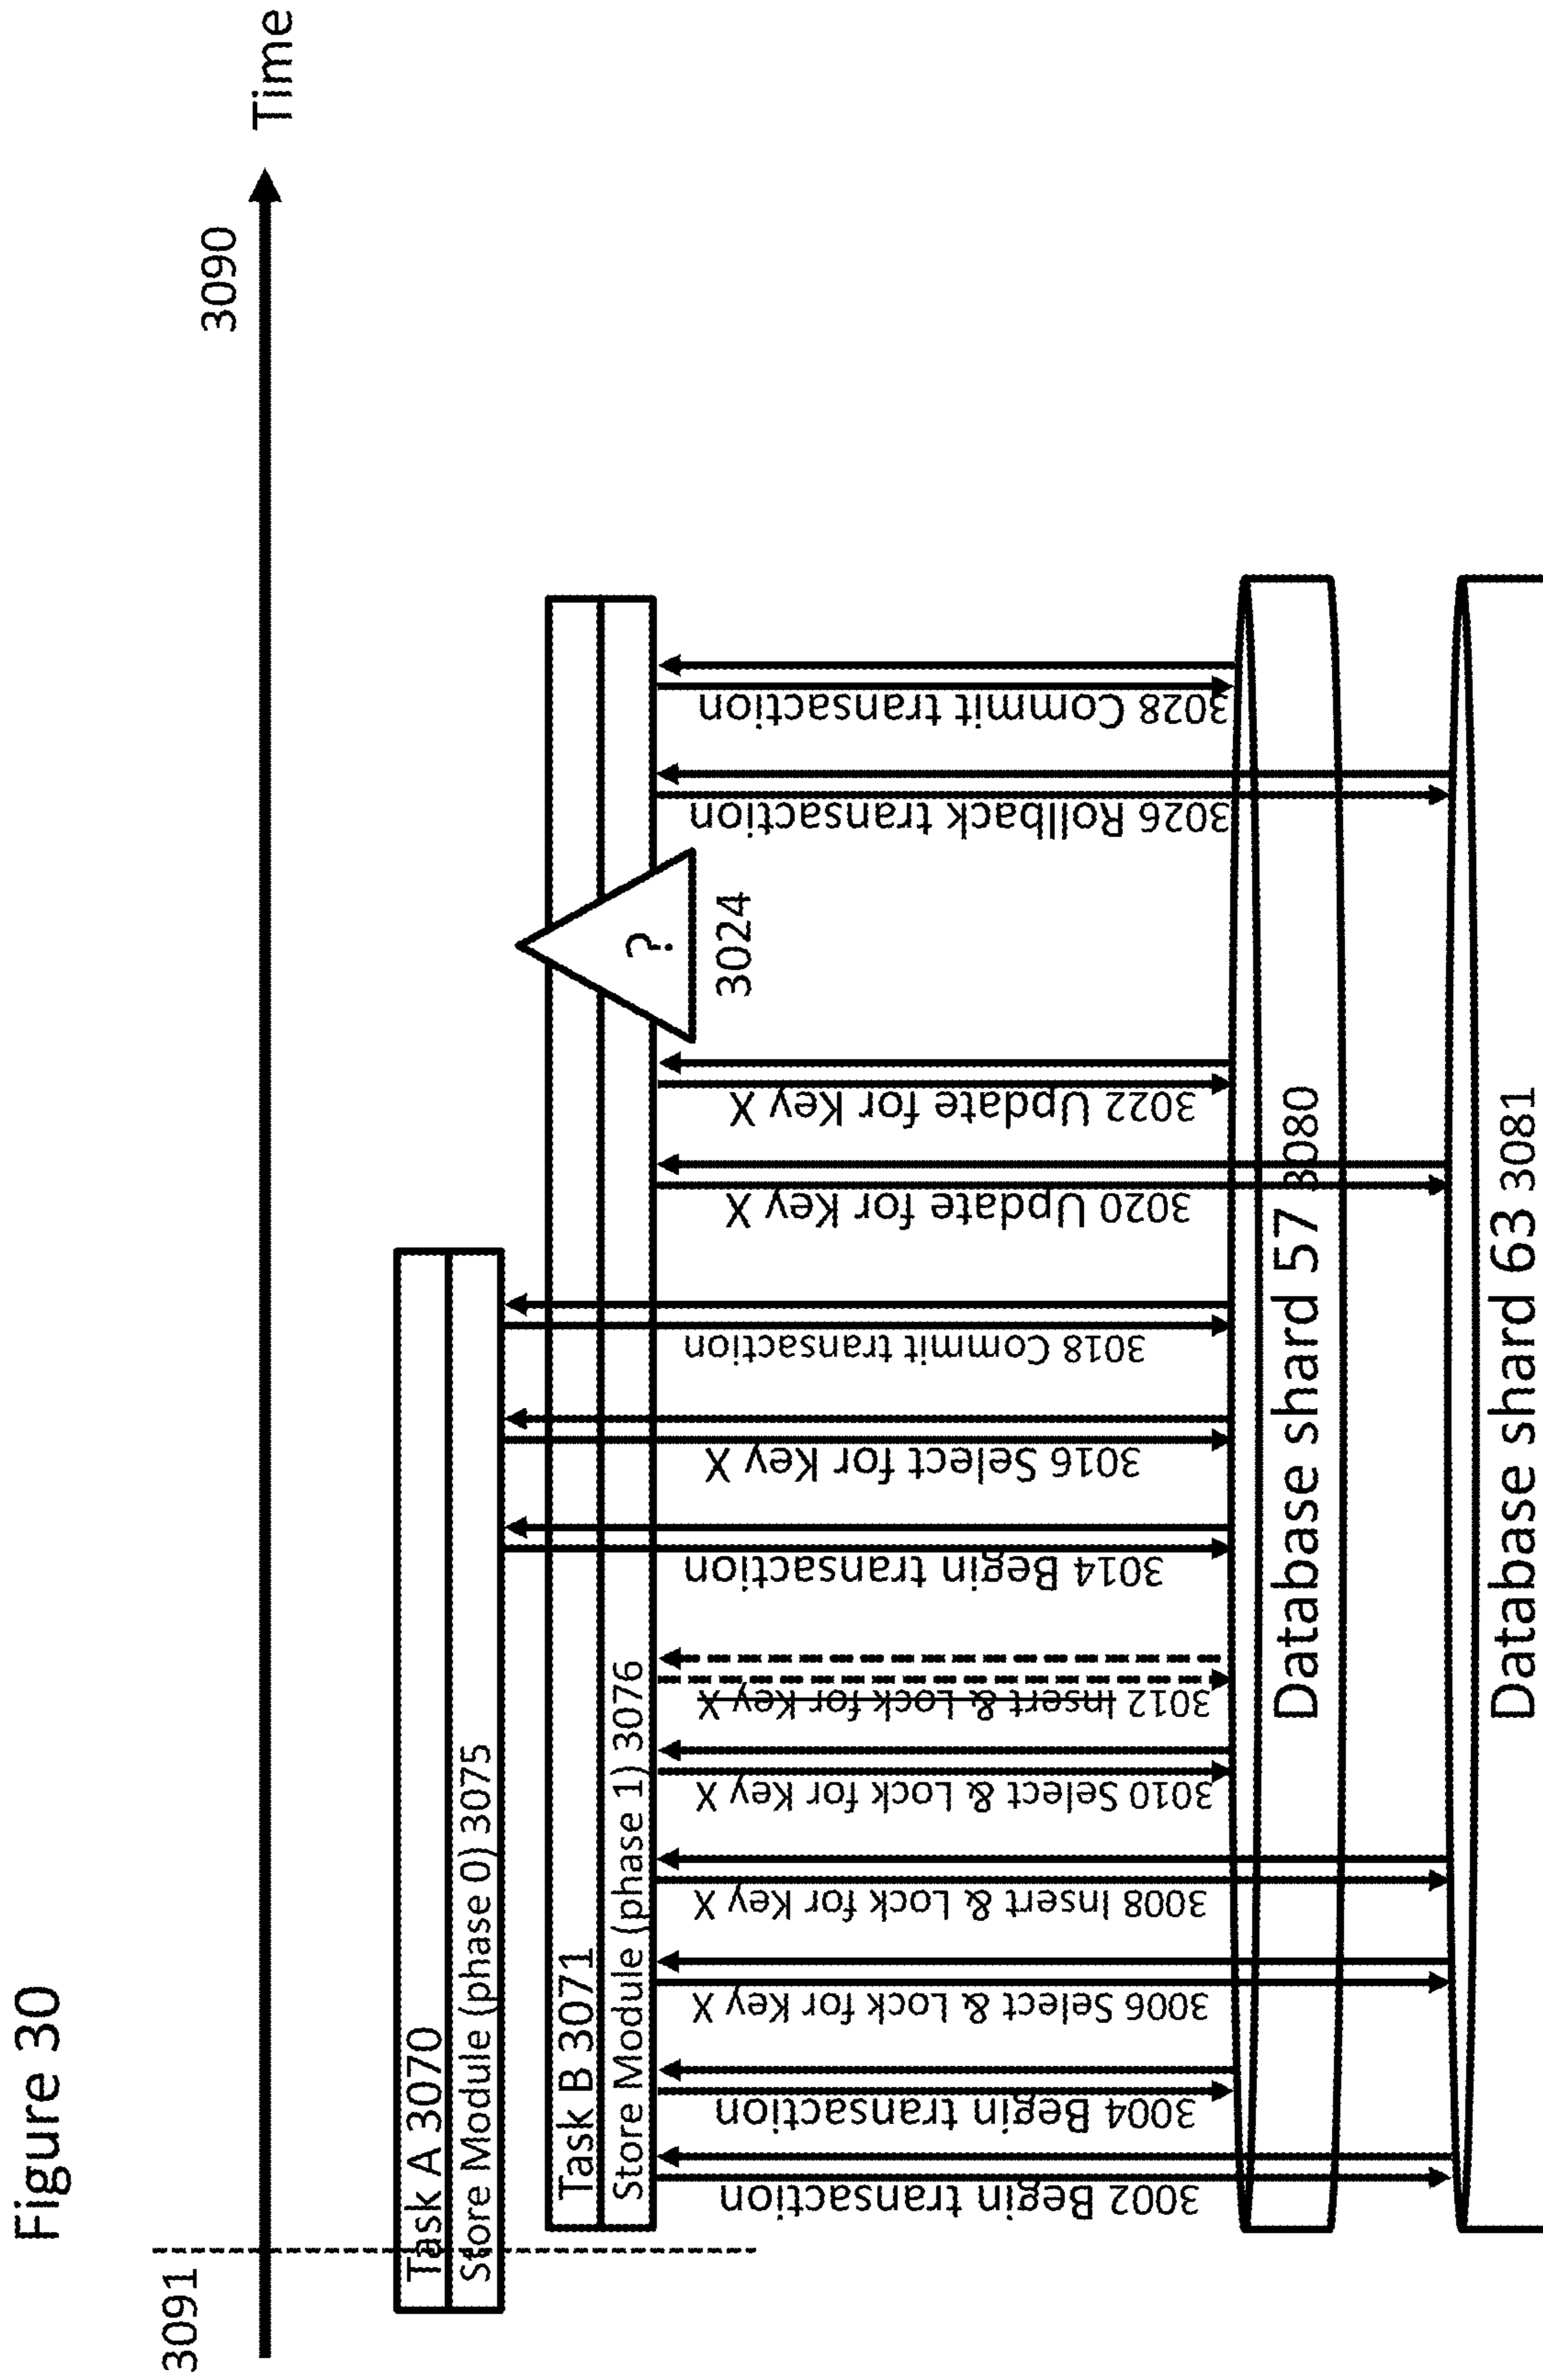 Figure 30
3091
3090
Time
Task A 3070
Store Module (phase 0) 3075
Task B 3071
Store Module (phase 1) 3076
3002 Begin transaction
3004 Begin transaction
3006 Select & Lock for Key X
3008 Insert & Lock for Key X
3010 Select & Lock for Key X
3012 Insert & Lock for Key X
3014 Begin transaction
3016 Select for Key X
3018 Commit transaction
3020 Update for Key X
3022 Update for Key X
?
3024
3026 Rollback transaction
3028 Commit transaction
Database shard 57 3080
Database shard 63 3081